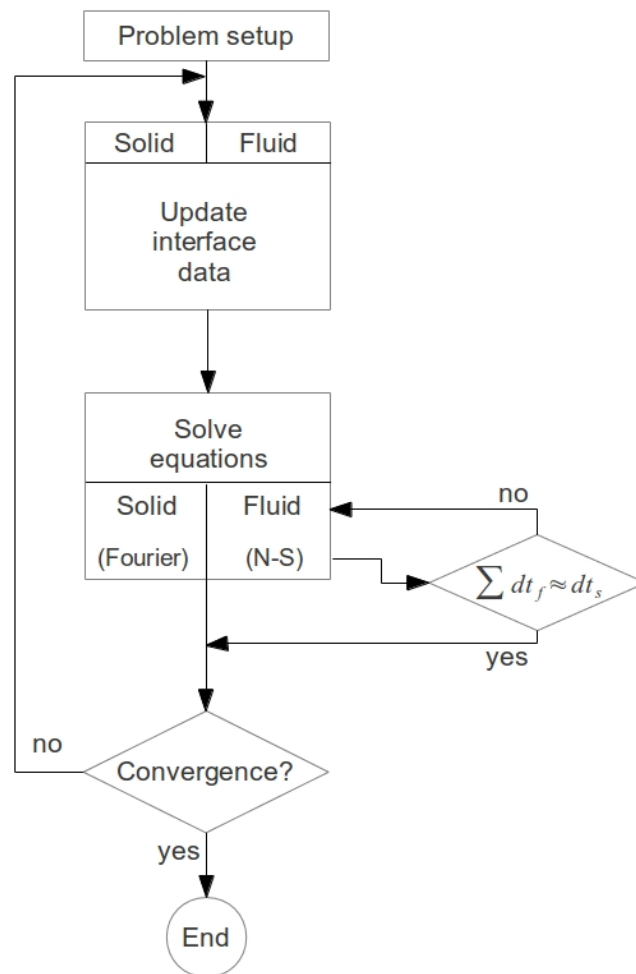 Problem setup
Solid Fluid
Update
interface
data
Solve
equations
Solid Fluid
(Fourier) (N-S)
no
∑ dt_f ≈ dt_s
yes
no
Convergence?
yes
End